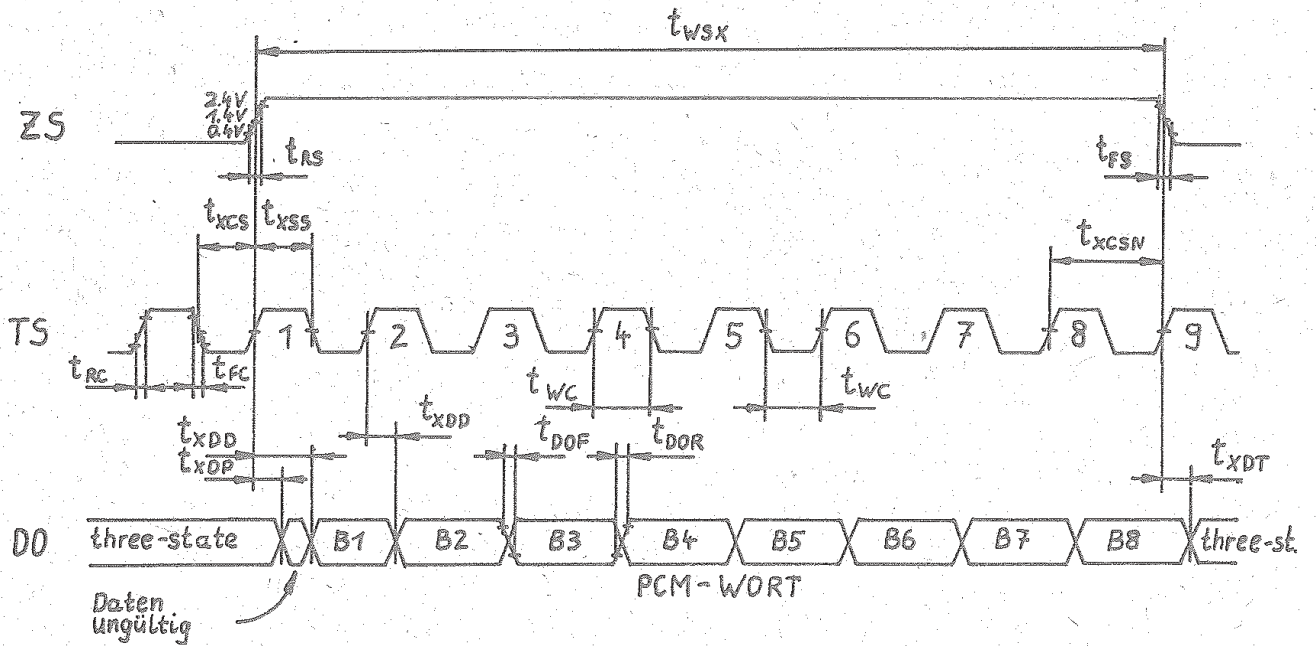 t_WSX
2.4V
1.4V
0.4V
ZS
t_RS
t_FS
t_XCS t_XSS
t_XCSN
TS 1 2 3 4 5 6 7 8 9
t_RC t_FC
t_WC t_WC
t_XDD
t_XDD t_DOF t_DOR
t_XOP t_XDT
DO three-state B1 B2 B3 B4 B5 B6 B7 B8 three-st.
PCM-WORT
Daten
ungültig